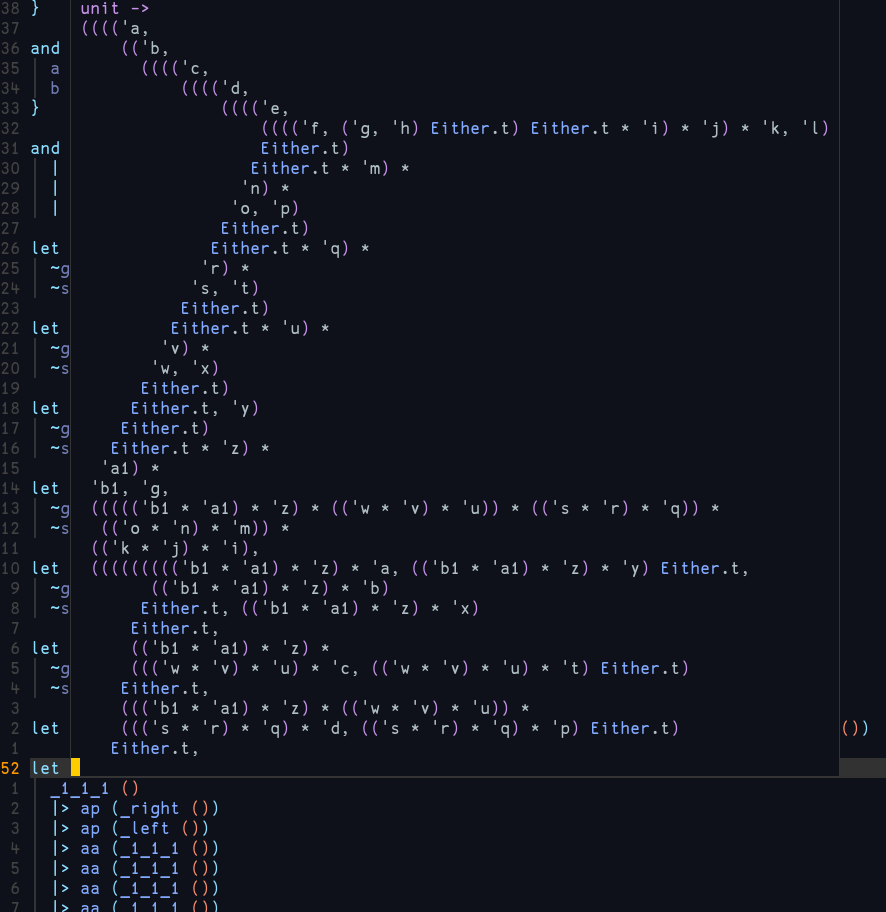 38 }    unit ->
37      (((('a,
36 and      (('b,
35   a        (((('c,
34   b            (((('d,
33 }                  (((('e,
32                        (((('f, ('g, 'h) Either.t) Either.t * 'i) * 'j) * 'k, 'l)
31 and                    Either.t)
30   |                   Either.t * 'm) *
29   |                  'n) *
28   |                 'o, 'p)
27                    Either.t)
26 let               Either.t * 'q) *
25   ~g             'r) *
24   ~s            's, 't)
23                Either.t)
22 let           Either.t * 'u) *
21   ~g         'v) *
20   ~s        'w, 'x)
19            Either.t)
18 let       Either.t, 'y)
17   ~g     Either.t)
16   ~s    Either.t * 'z) *
15        'a1) *
14 let   'b1, 'g,
13   ~g  ((((('b1 * 'a1) * 'z) * (('w * 'v) * 'u)) * (('s * 'r) * 'q)) *
12   ~s   (('o * 'n) * 'm)) *
11       (('k * 'j) * 'i),
10 let   ((((((((('b1 * 'a1) * 'z) * 'a, (('b1 * 'a1) * 'z) * 'y) Either.t,
9   ~g        (('b1 * 'a1) * 'z) * 'b)
8   ~s       Either.t, (('b1 * 'a1) * 'z) * 'x)
7           Either.t,
6 let       (('b1 * 'a1) * 'z) *
5   ~g      ((('w * 'v) * 'u) * 'c, (('w * 'v) * 'u) * 't) Either.t)
4   ~s     Either.t,
3          ((('b1 * 'a1) * 'z) * (('w * 'v) * 'u)) *
2 let      ((('s * 'r) * 'q) * 'd, (('s * 'r) * 'q) * 'p) Either.t) ())
1         Either.t,
52 let
1   _1_1_1 ()
2   |> ap (_right ())
3   |> ap (_left ())
4   |> aa (_1_1_1 ())
5   |> aa (_1_1_1 ())
6   |> aa (_1_1_1 ())
7   |> aa (_1_1_1 ())